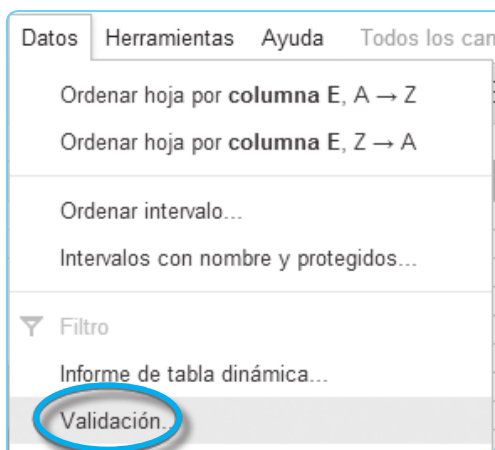 Datos Herramientas Ayuda Todos los cam
Ordenar hoja por columna E, A → Z
Ordenar hoja por columna E, Z → A
Ordenar intervalo...
Intervalos con nombre y protegidos...
Filtro
Informe de tabla dinámica...
Validación...